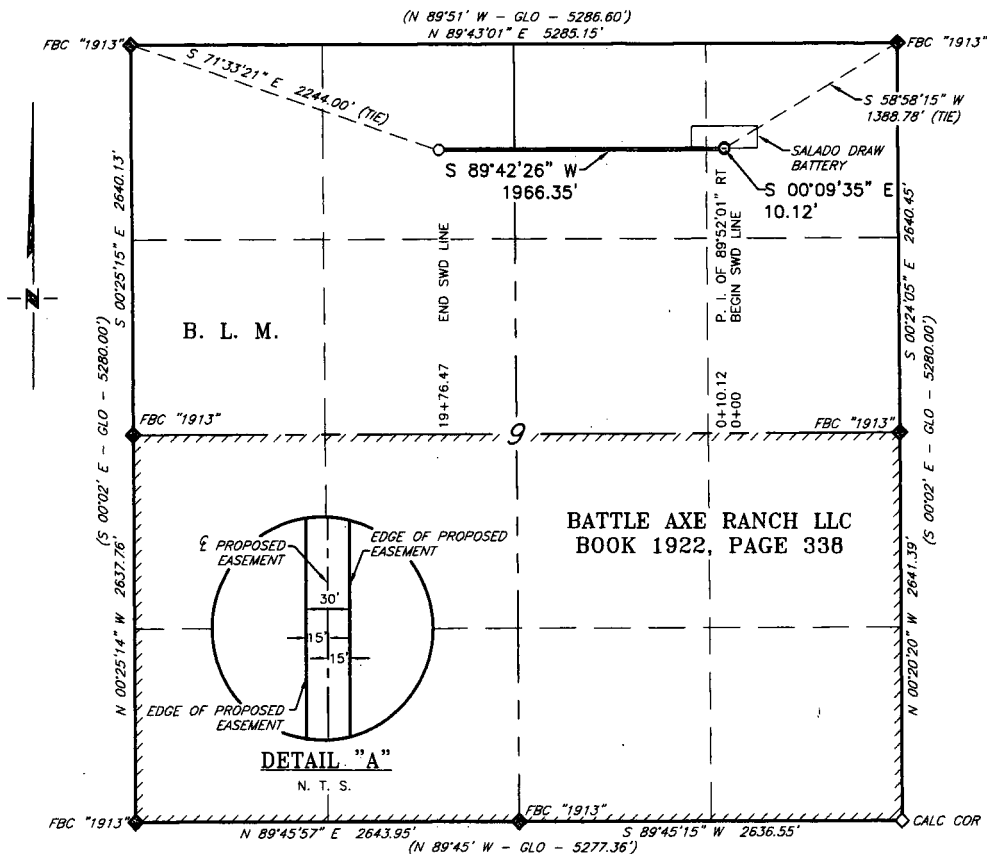 (N 89°51' W - GLO - 5286.60')
N 89°43'01" E 5285.15'
FBC "1913"
FBC "1913"
S 71°33'21" E 2244.00' (TIE)
S 58°58'15" W
1388.78' (TIE)
SALADO DRAW
BATTERY
S 89°42'26" W
1966.35'
S 00°09'35" E
10.12'
S 00°25'15" E 2640.13'
(S 00°02' E - GLO - 5280.00')
N
B. L. M.
19+76.47 END SWD LINE
0+10.12 P. I. OF 89°52'01" RT
0+00 BEGIN SWD LINE
S 00°24'05" E 2640.45'
(S 00°02' E - GLO - 5280.00')
FBC "1913"
9
FBC "1913"
BATTLE AXE RANCH LLC
BOOK 1922, PAGE 338
℄ PROPOSED
EASEMENT
EDGE OF PROPOSED
EASEMENT
30'
15'
15'
EDGE OF PROPOSED
EASEMENT
DETAIL "A"
N. T. S.
N 00°25'14" W 2637.76'
N 00°20'20" W 2641.39'
FBC "1913"
FBC "1913"
CALC COR
N 89°45'57" E 2643.95'
S 89°45'15" W 2636.55'
(N 89°45' W - GLO - 5277.36')